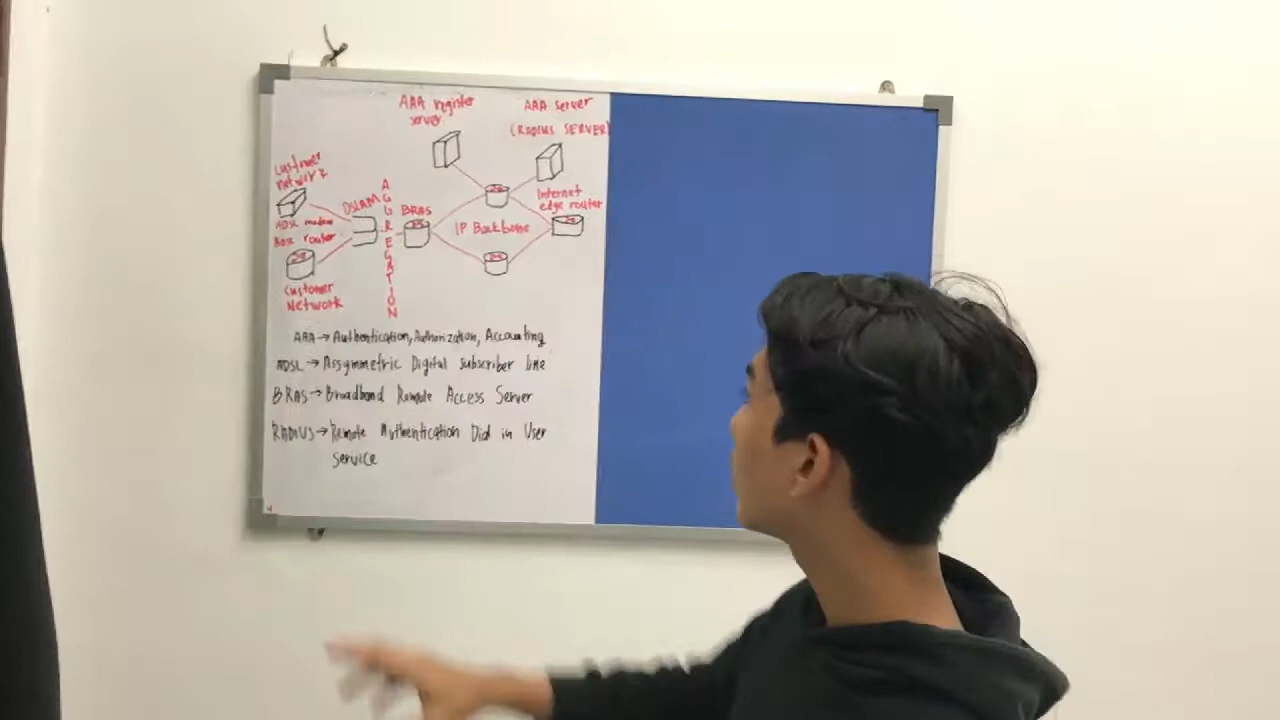 AAA register
server
AAA server
(RADIUS SERVER)
customer
network
DSLAM
AGGREGATION
BRAS
Internet
edge router
ADSL modem
ADSL router
IP Backbone
Customer
Network
AAA → Authentication, Authorization, Accounting
ADSL → Assymmetric Digital subscriber line
BRAS → Broadband Remote Access Server
RADIUS → Remote Authentication Dial in User
Service